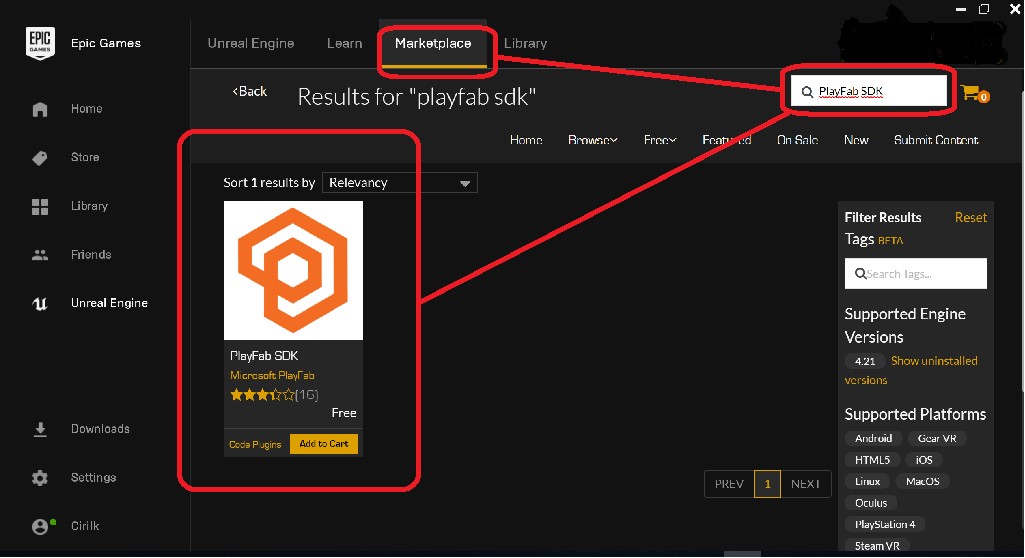 EPIC
GAMES
Epic Games
Home
Store
Library
Friends
Unreal Engine
Downloads
Settings
Cirilk
Unreal Engine
Learn
Marketplace
Library
<Back
Results for "playfab sdk"
PlayFab SDK
0
Home
Browse
Free
Featured
On Sale
New
Submit Content
Sort 1 results by
Relevancy
PlayFab SDK
Microsoft PlayFab
[16]
Free
Code Plugins
Add to Cart
PREV
1
NEXT
Filter Results
Reset
Tags BETA
Search Tags...
Supported Engine
Versions
4.21 Show uninstalled
versions
Supported Platforms
Android
Gear VR
HTML5
iOS
Linux
MacOS
Oculus
PlayStation 4
Steam VR